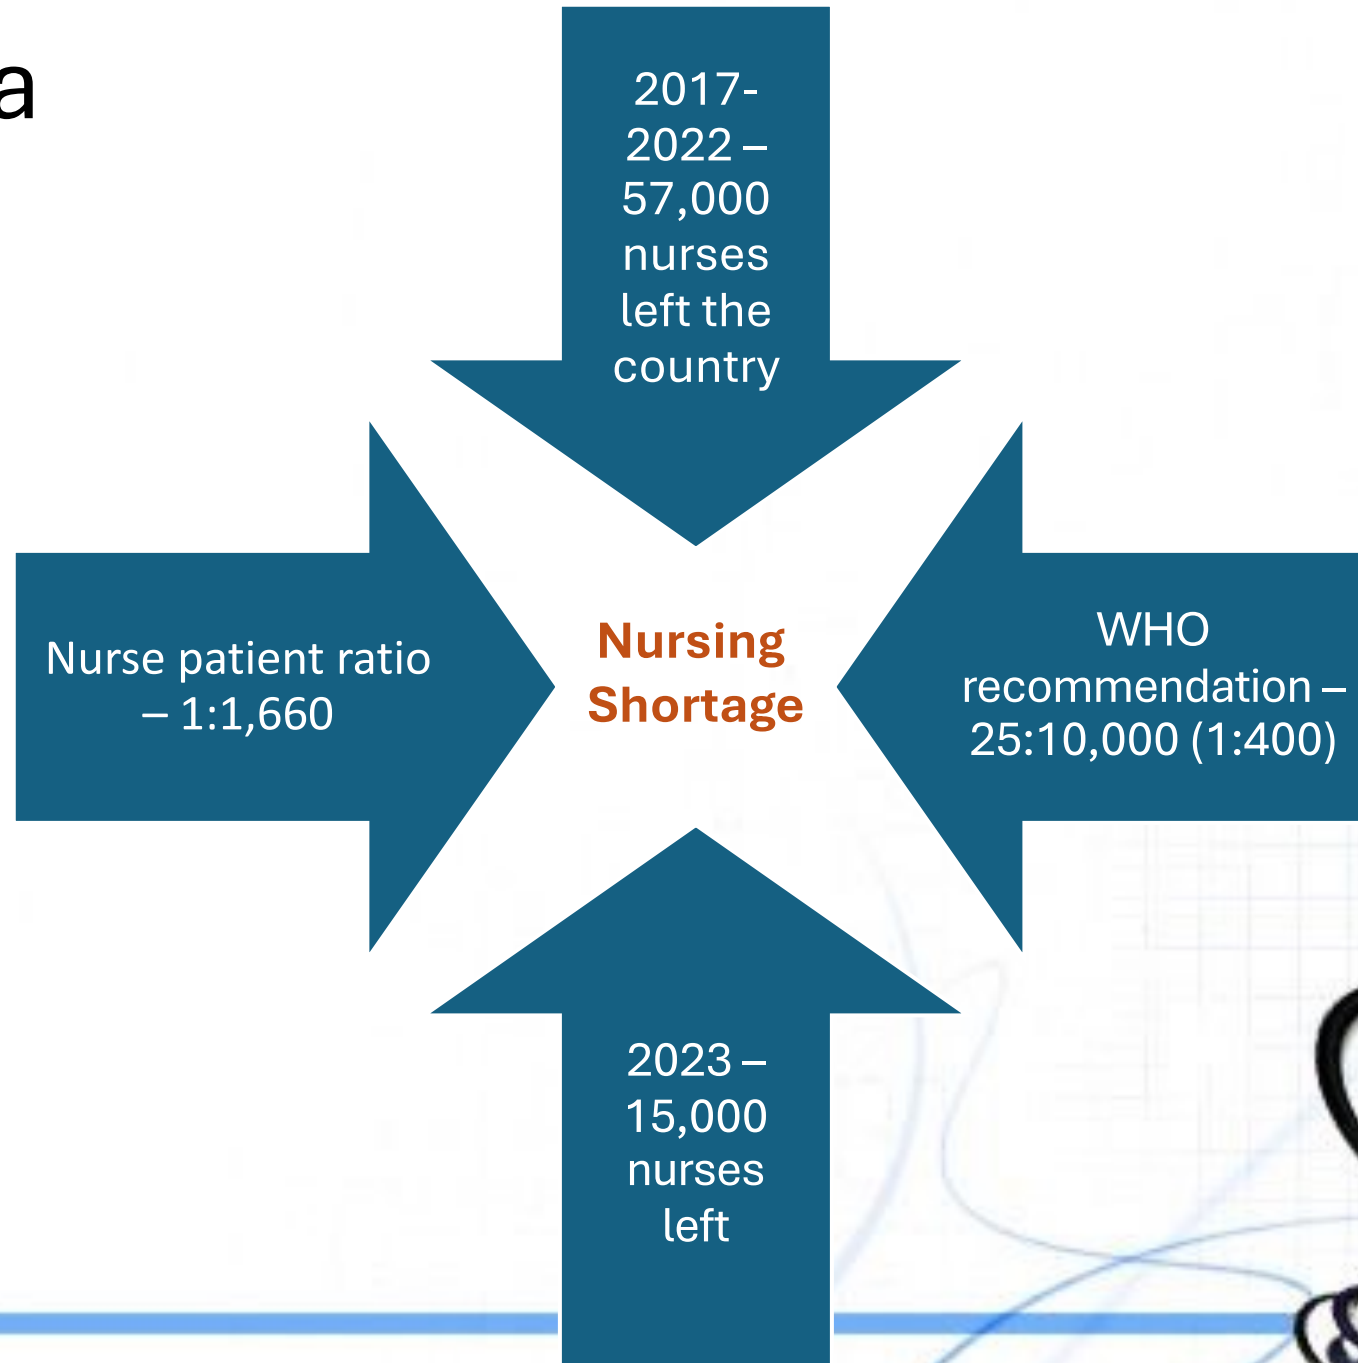 a
2017-
2022 –
57,000
nurses
left the
country
Nurse patient ratio
– 1:1,660
Nursing
Shortage
WHO
recommendation –
25:10,000 (1:400)
2023 –
15,000
nurses
left